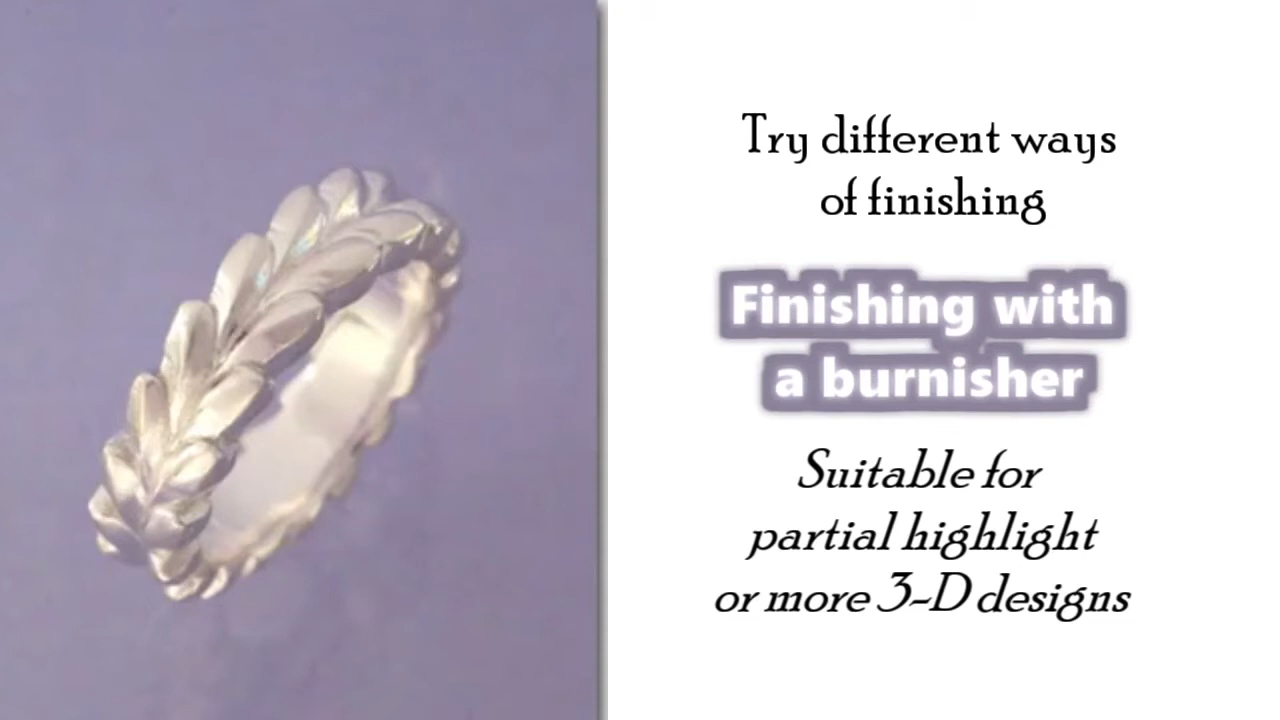 Try different ways
of finishing
Finishing with
a burnisher
Suitable for
partial highlight
or more 3-D designs